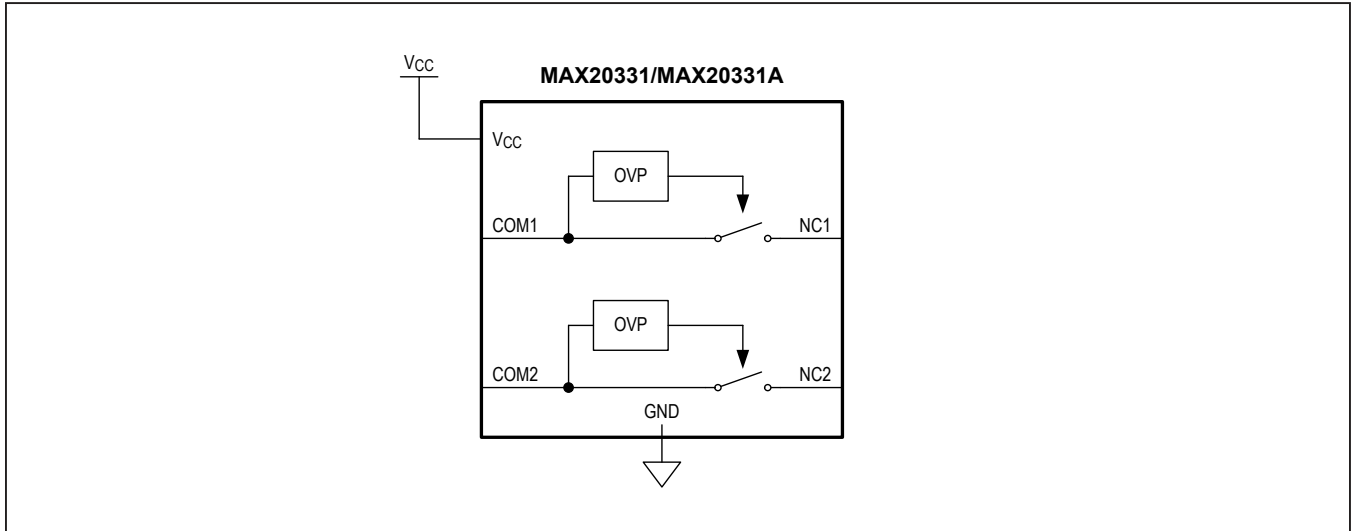 VCC
MAX20331/MAX20331A
VCC
OVP
COM1
NC1
OVP
COM2
NC2
GND